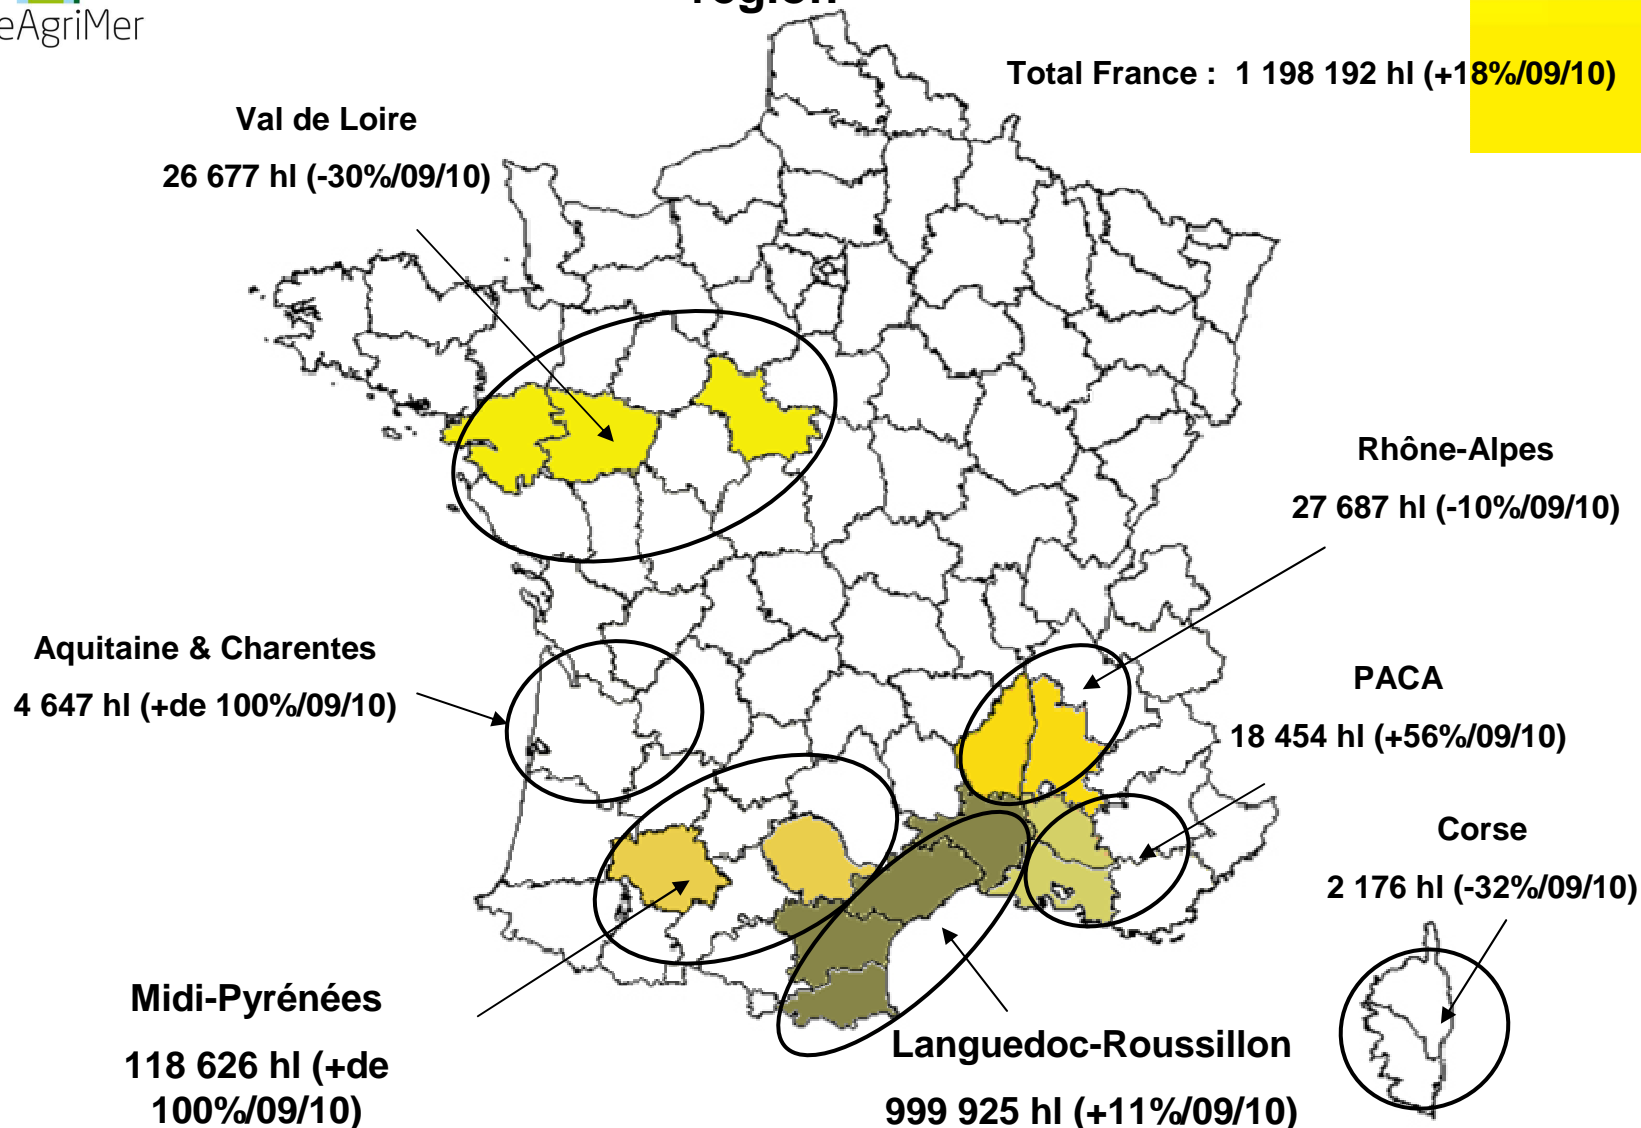 région
eAgriMer
Total France : 1 198 192 hl (+18%/09/10)
Val de Loire
26 677 hl (-30%/09/10)
Rhône-Alpes
27 687 hl (-10%/09/10)
Aquitaine & Charentes
4 647 hl (+de 100%/09/10)
PACA
18 454 hl (+56%/09/10)
Corse
2 176 hl (-32%/09/10)
Midi-Pyrénées
118 626 hl (+de
100%/09/10)
Languedoc-Roussillon
999 925 hl (+11%/09/10)